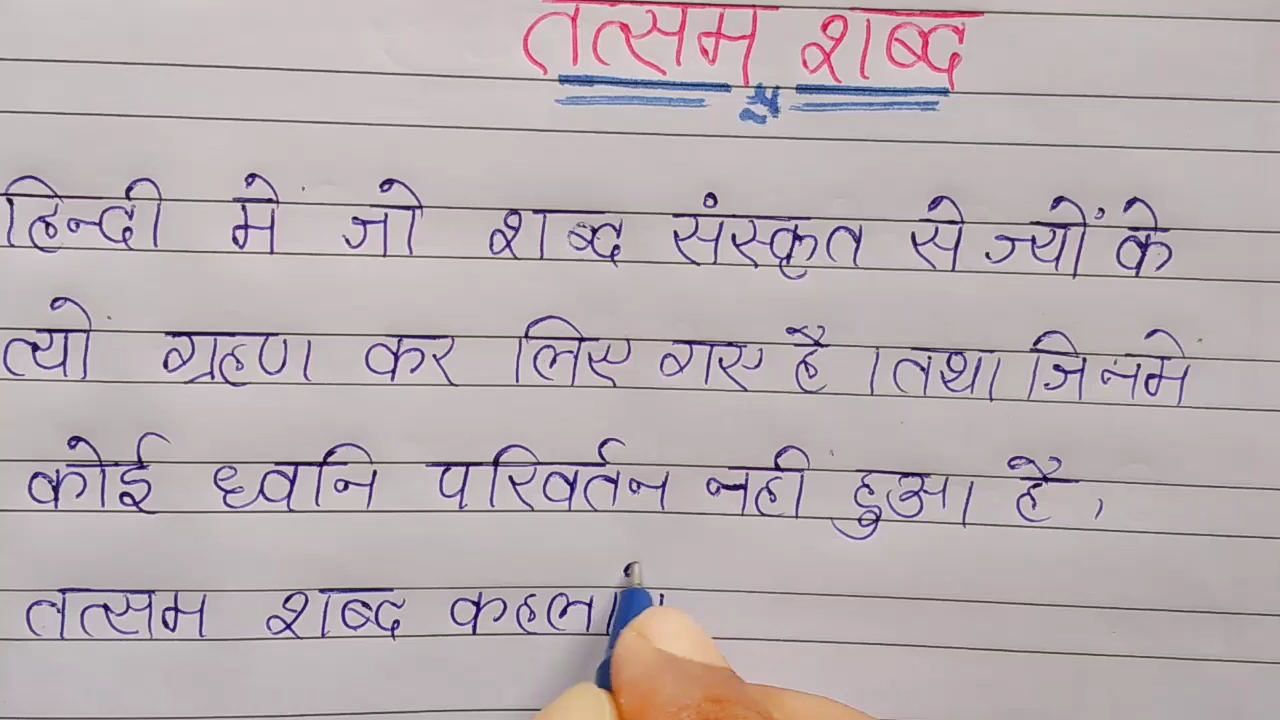 तत्सम शब्द
हिन्दी मे जो शब्द संस्कृत से ज्यों के
त्यो ग्रहण कर लिए गए है । तथा जिनमे
कोई ध्वनि परिवर्तन नही हुआ है,
तत्सम शब्द कहला